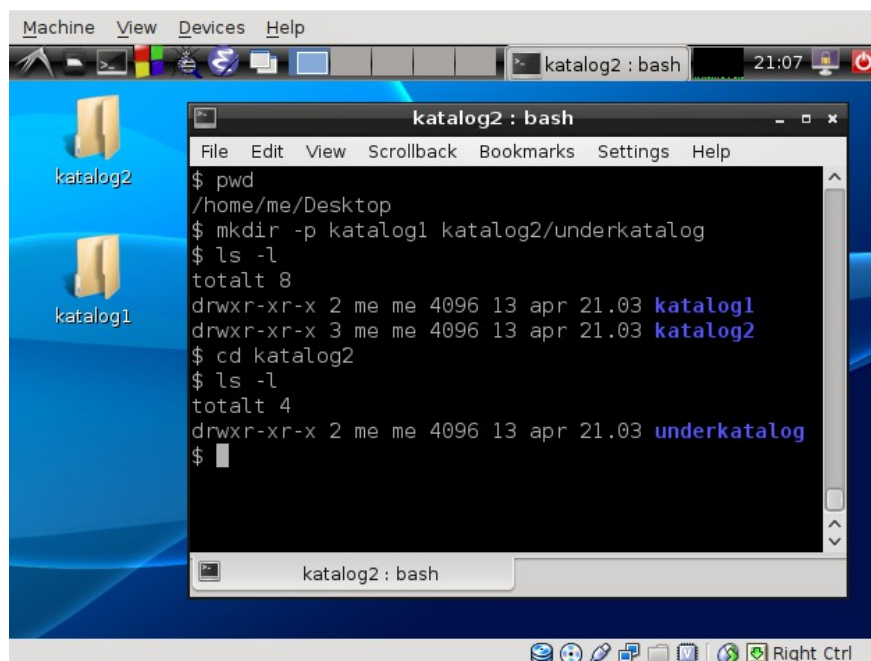 Machine View Devices Help
katalog2 : bash 21:07
katalog2
katalog1
katalog2 : bash
File Edit View Scrollback Bookmarks Settings Help
$ pwd
/home/me/Desktop
$ mkdir -p katalog1 katalog2/underkatalog
$ ls -l
totalt 8
drwxr-xr-x 2 me me 4096 13 apr 21.03 katalog1
drwxr-xr-x 3 me me 4096 13 apr 21.03 katalog2
$ cd katalog2
$ ls -l
totalt 4
drwxr-xr-x 2 me me 4096 13 apr 21.03 underkatalog
$
katalog2 : bash
Right Ctrl